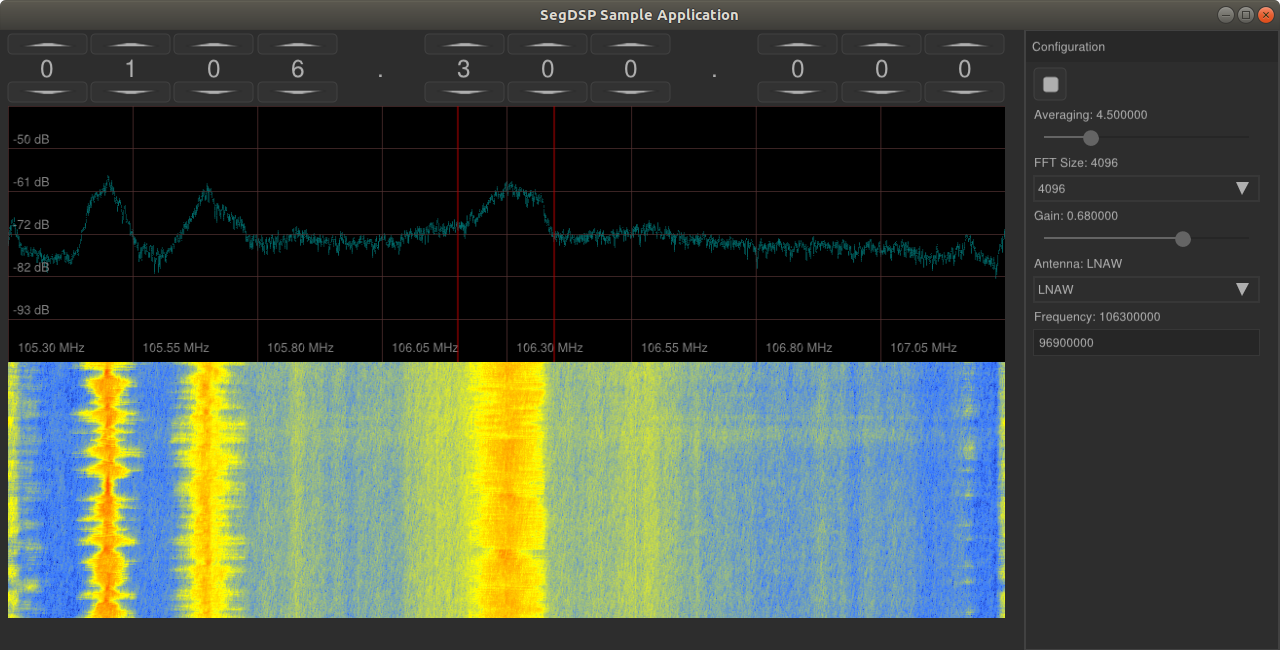 SegDSP Sample Application
0 1 0 6 . 3 0 0 . 0 0 0
-50 dB
-61 dB
-72 dB
-82 dB
-93 dB
105.30 MHz 105.55 MHz 105.80 MHz 106.05 MHz 106.30 MHz 106.55 MHz 106.80 MHz 107.05 MHz
Configuration
Averaging: 4.500000
FFT Size: 4096
4096
Gain: 0.680000
Antenna: LNAW
LNAW
Frequency: 106300000
96900000